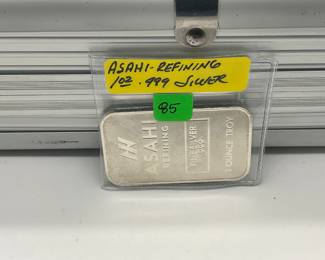 ASAHI-REFINING
1oz .999 SILVER
85
ASAHI
REFINING
FINE SILVER
999
1 OUNCE TROY